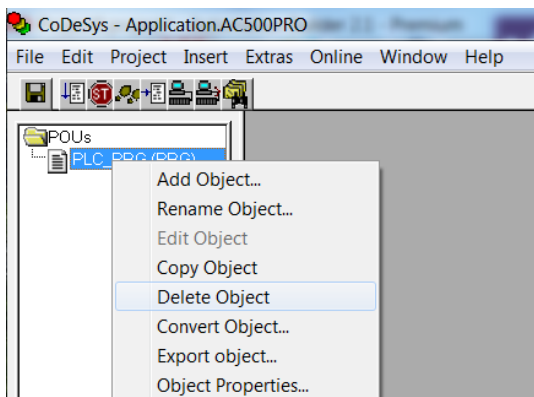 CoDeSys - Application.AC500PRO
File Edit Project Insert Extras Online Window Help
POUs
PLC_PRG (PRG)
Add Object...
Rename Object...
Edit Object
Copy Object
Delete Object
Convert Object...
Export object...
Object Properties...